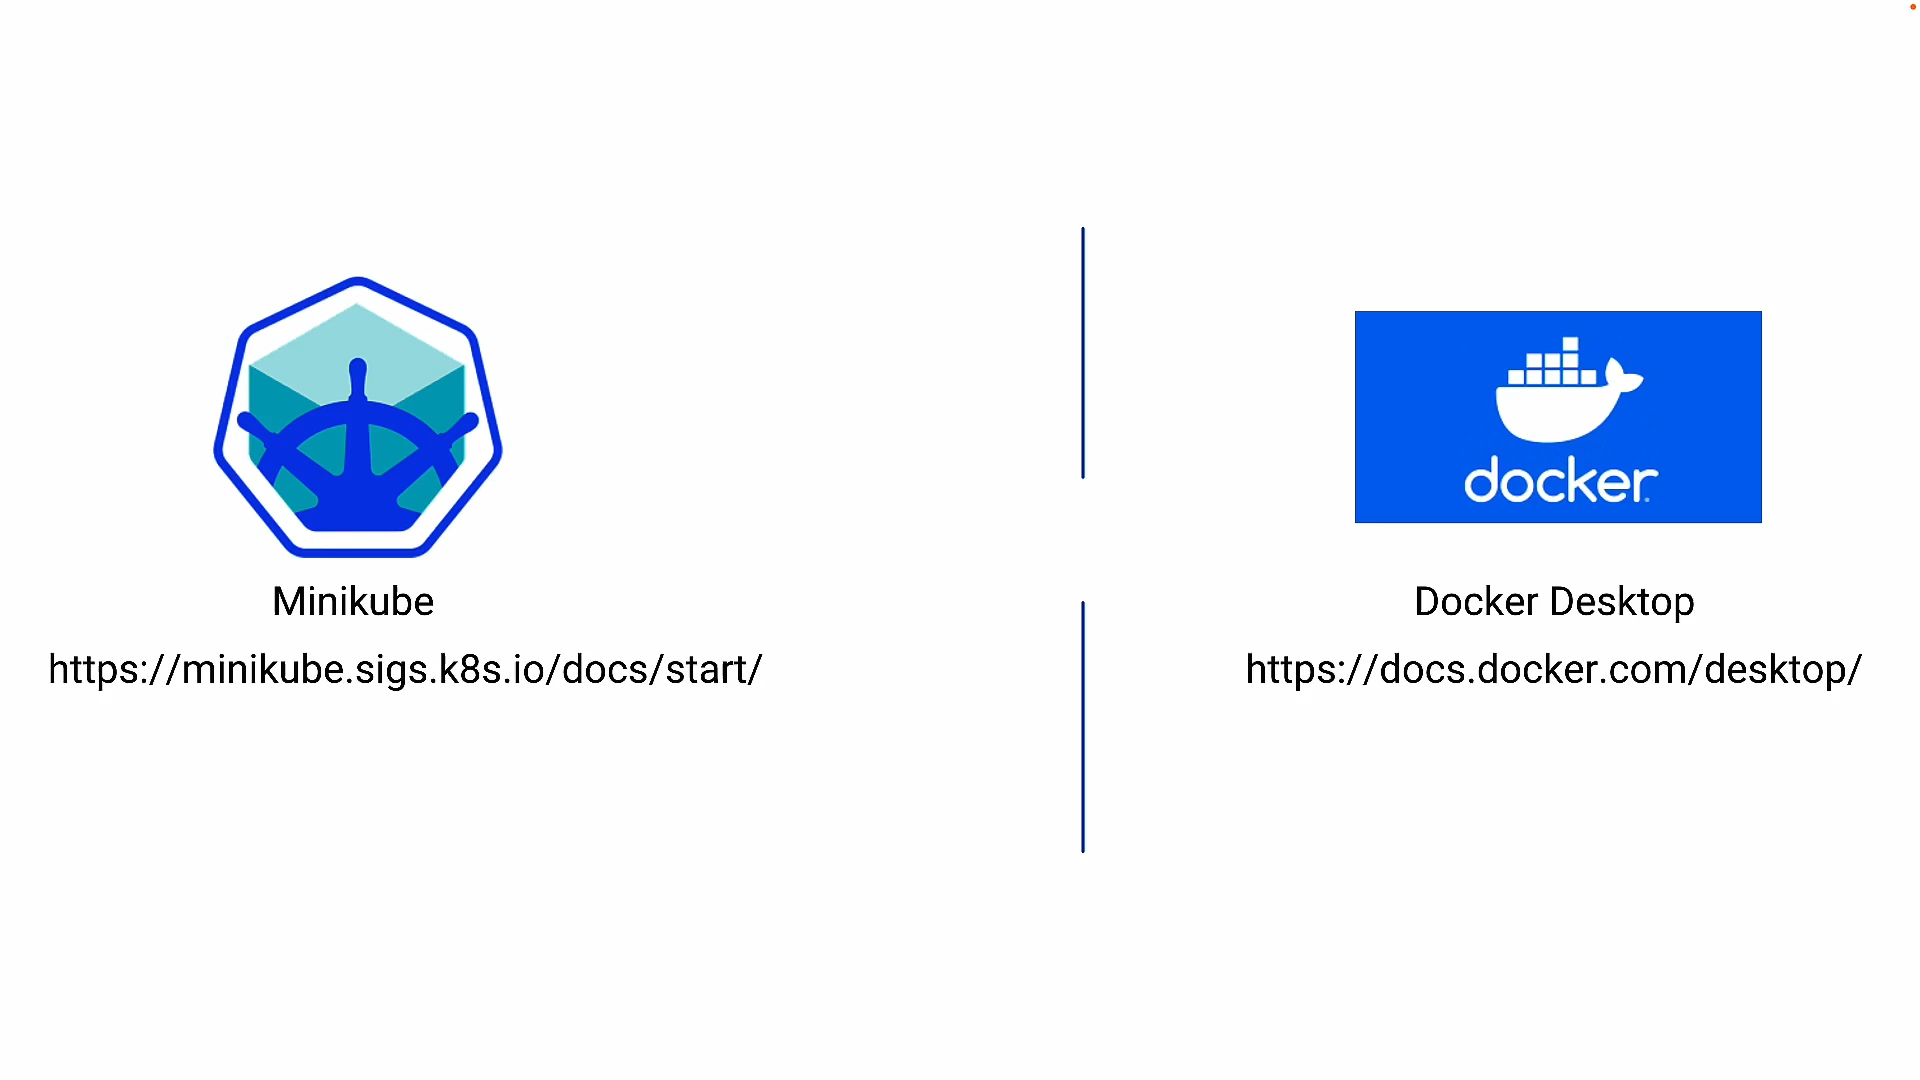 docker
Minikube
https://minikube.sigs.k8s.io/docs/start/
Docker Desktop
https://docs.docker.com/desktop/